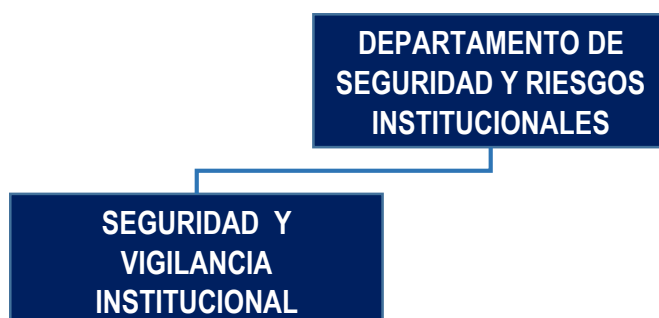 DEPARTAMENTO DE
SEGURIDAD Y RIESGOS
INSTITUCIONALES
SEGURIDAD Y
VIGILANCIA
INSTITUCIONAL